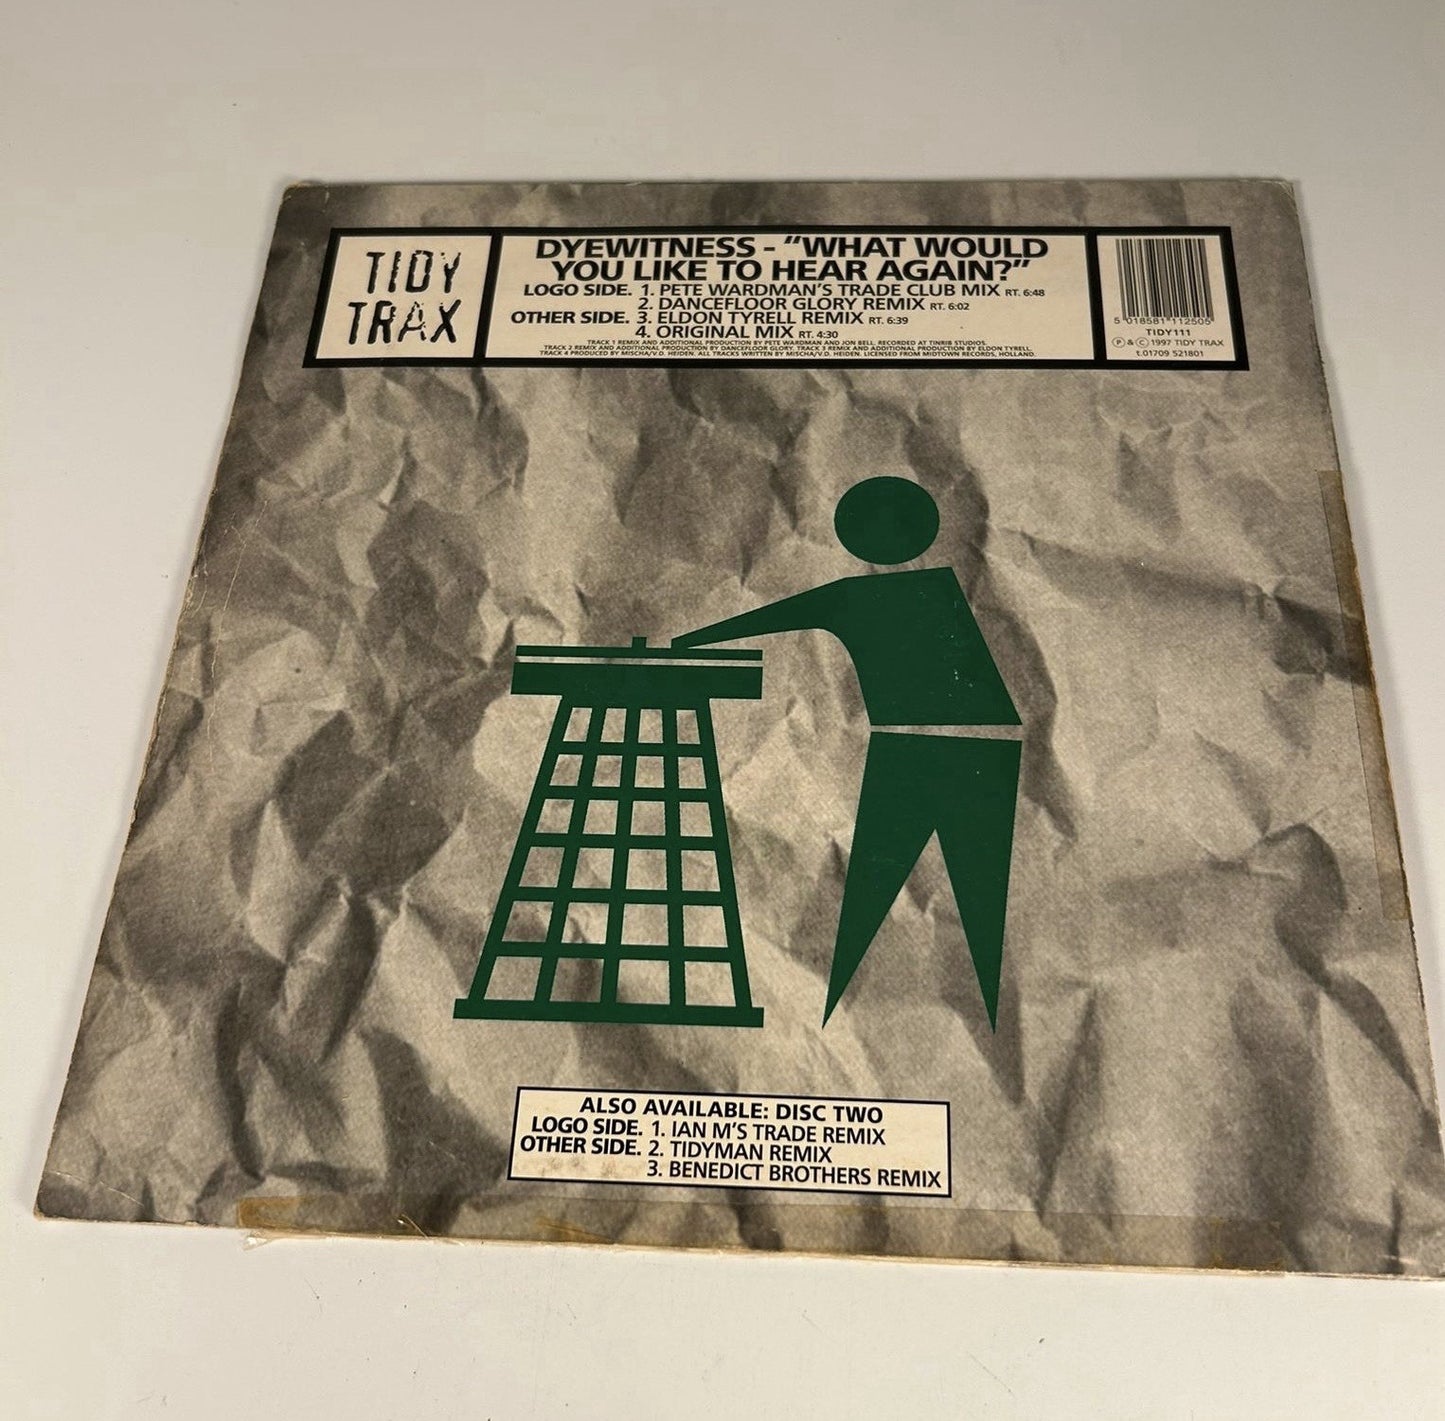 TIDY
TRAX
DYEWITNESS - "WHAT WOULD
YOU LIKE TO HEAR AGAIN?"
LOGO SIDE. 1. PETE WARDMAN'S TRADE CLUB MIX RT. 6:48
2. DANCEFLOOR GLORY REMIX RT. 6:02
OTHER SIDE. 3. ELDON TYRELL REMIX RT. 6:39
4. ORIGINAL MIX RT. 4:30
TRACK 1 REMIX AND ADDITIONAL PRODUCTION BY PETE WARDMAN AND JON BELL. RECORDED AT TINRIB STUDIOS.
TRACK 2 REMIX AND ADDITIONAL PRODUCTION BY DANCEFLOOR GLORY. TRACK 3 REMIX AND ADDITIONAL PRODUCTION BY ELDON TYRELL.
TRACK 4 PRODUCED BY MISCHA/V.D. HEIDEN. ALL TRACKS WRITTEN BY MISCHA/V.D. HEIDEN. LICENSED FROM MIDTOWN RECORDS, HOLLAND.
5 018581 112505
TIDY111
Ⓟ & © 1997 TIDY TRAX
t.01709 521801
ALSO AVAILABLE: DISC TWO
LOGO SIDE. 1. IAN M'S TRADE REMIX
OTHER SIDE. 2. TIDYMAN REMIX
3. BENEDICT BROTHERS REMIX